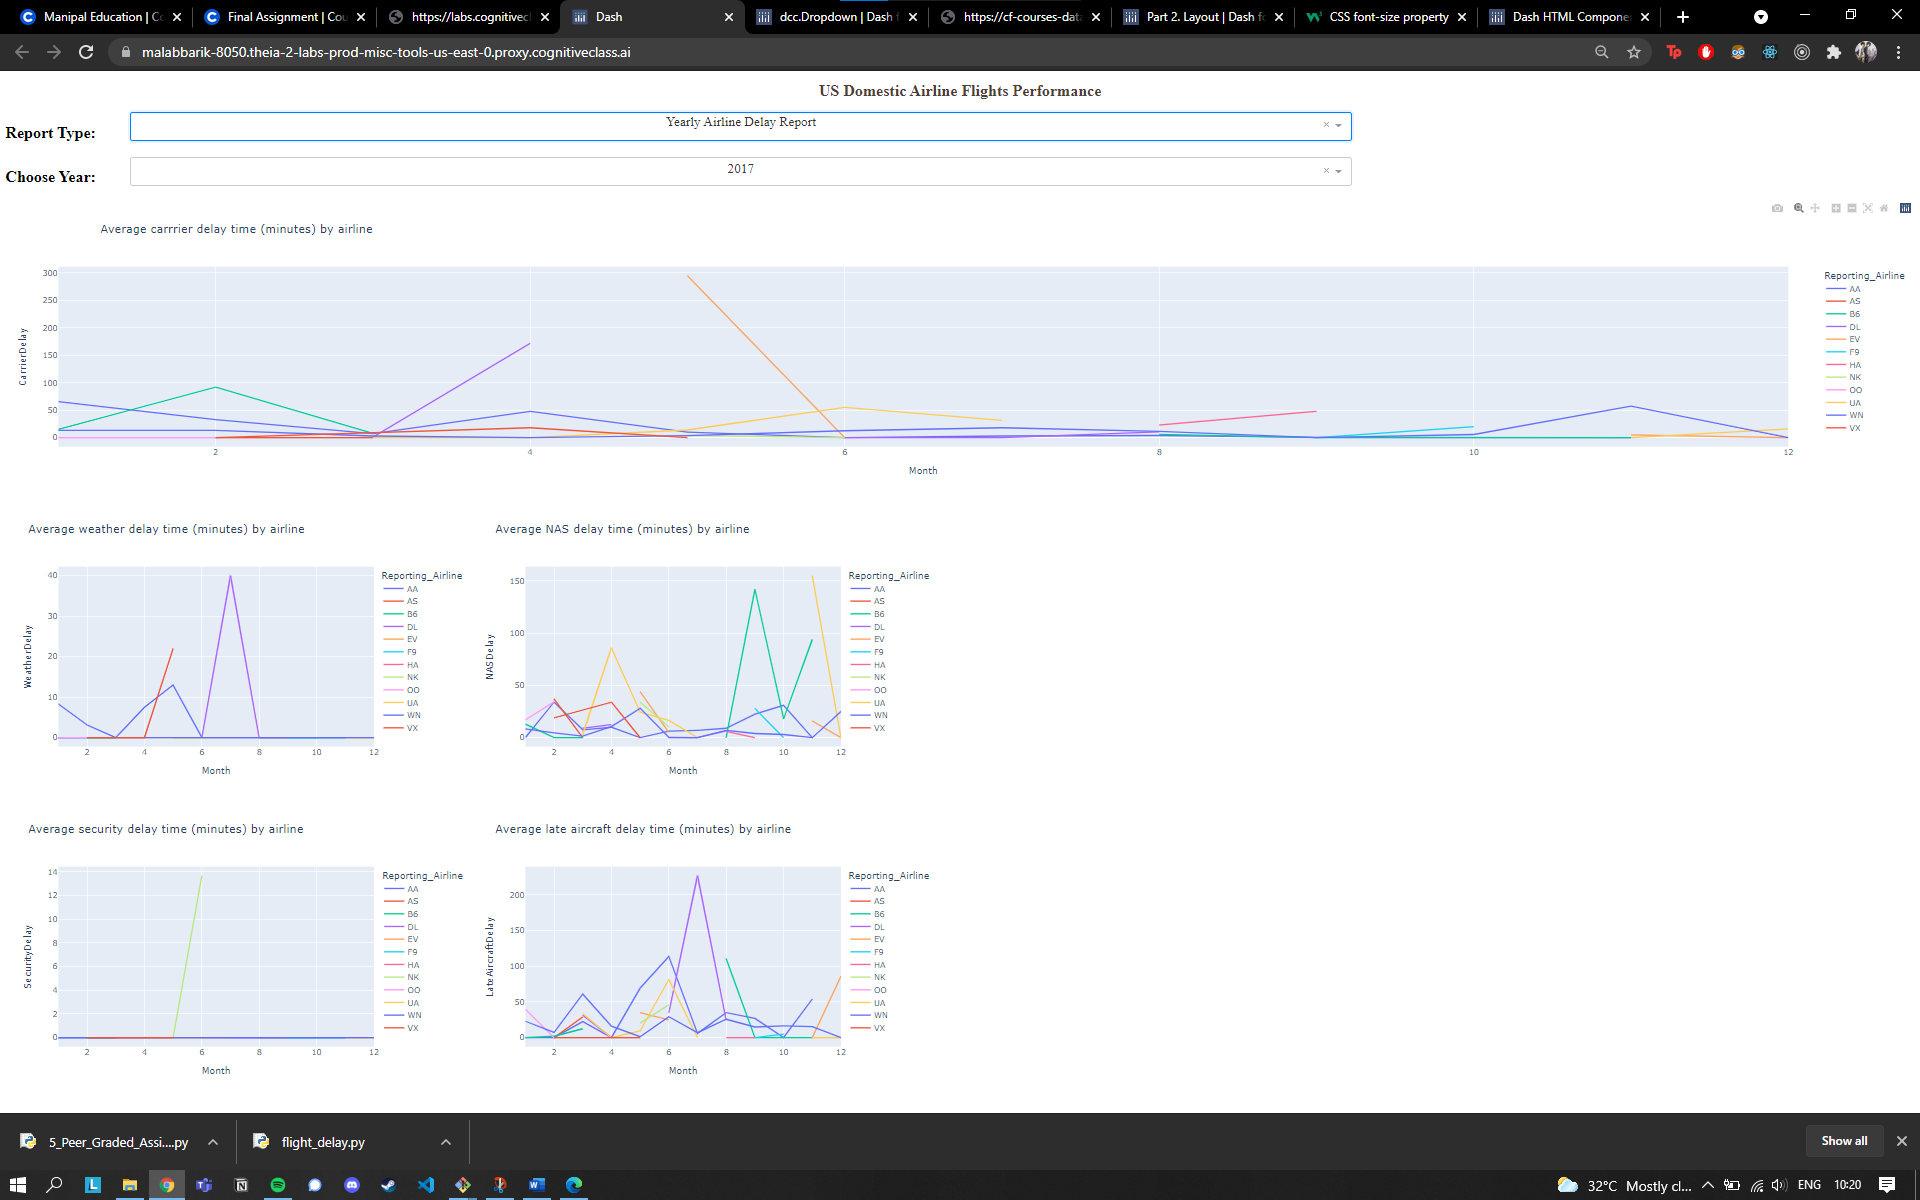 Manipal Education | Co
Final Assignment | Cou
https://labs.cognitivecl
Dash
dcc.Dropdown | Dash f
https://cf-courses-data
Part 2. Layout | Dash fo
CSS font-size property
Dash HTML Compone
malabbarik-8050.theia-2-labs-prod-misc-tools-us-east-0.proxy.cognitiveclass.ai
US Domestic Airline Flights Performance
Report Type:
Yearly Airline Delay Report
Choose Year:
2017
Average carrrier delay time (minutes) by airline
CarrierDelay
300
250
200
150
100
50
0
2
4
6
8
10
12
Month
Reporting_Airline
AA
AS
B6
DL
EV
F9
HA
NK
OO
UA
WN
VX
Average weather delay time (minutes) by airline
WeatherDelay
40
30
20
10
0
2
4
6
8
10
12
Month
Reporting_Airline
AA
AS
B6
DL
EV
F9
HA
NK
OO
UA
WN
VX
Average NAS delay time (minutes) by airline
NASDelay
150
100
50
0
2
4
6
8
10
12
Month
Reporting_Airline
AA
AS
B6
DL
EV
F9
HA
NK
OO
UA
WN
VX
Average security delay time (minutes) by airline
SecurityDelay
14
12
10
8
6
4
2
0
2
4
6
8
10
12
Month
Reporting_Airline
AA
AS
B6
DL
EV
F9
HA
NK
OO
UA
WN
VX
Average late aircraft delay time (minutes) by airline
LateAircraftDelay
200
150
100
50
0
2
4
6
8
10
12
Month
Reporting_Airline
AA
AS
B6
DL
EV
F9
HA
NK
OO
UA
WN
VX
5_Peer_Graded_Assi....py
flight_delay.py
Show all
32°C Mostly cl...
ENG
10:20